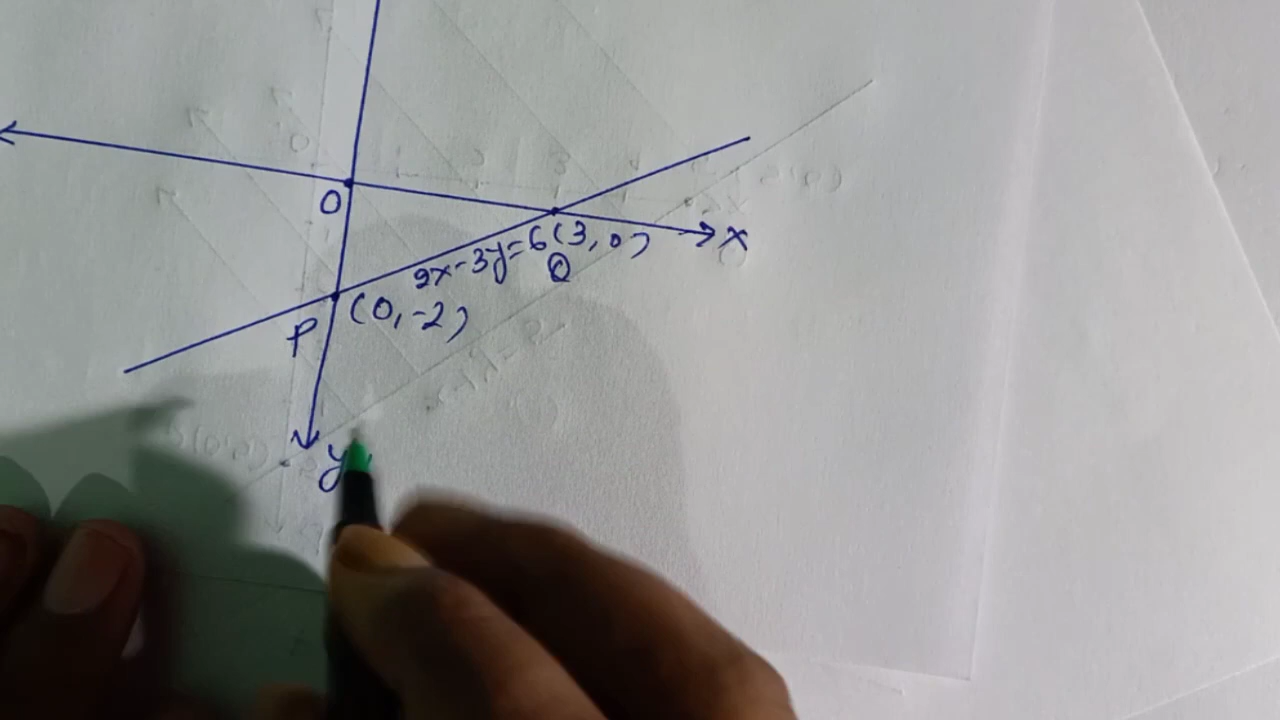 O
2x-3y=6 (3, 0)
Q
x
P (0, -2)
y